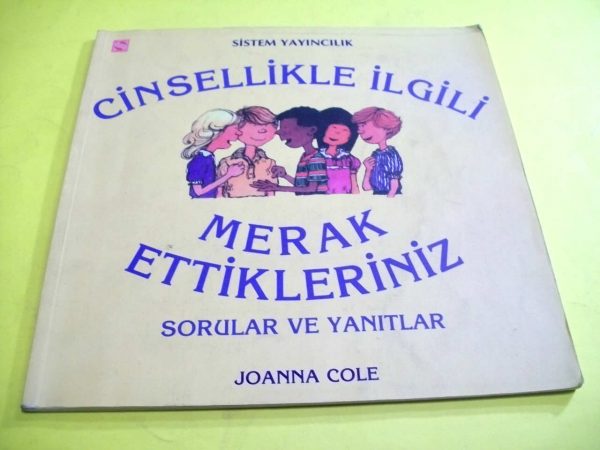 SİSTEM YAYINCILIK
CİNSELLİKLE İLGİLİ
MERAK
ETTİKLERİNİZ
SORULAR VE YANITLAR
JOANNA COLE